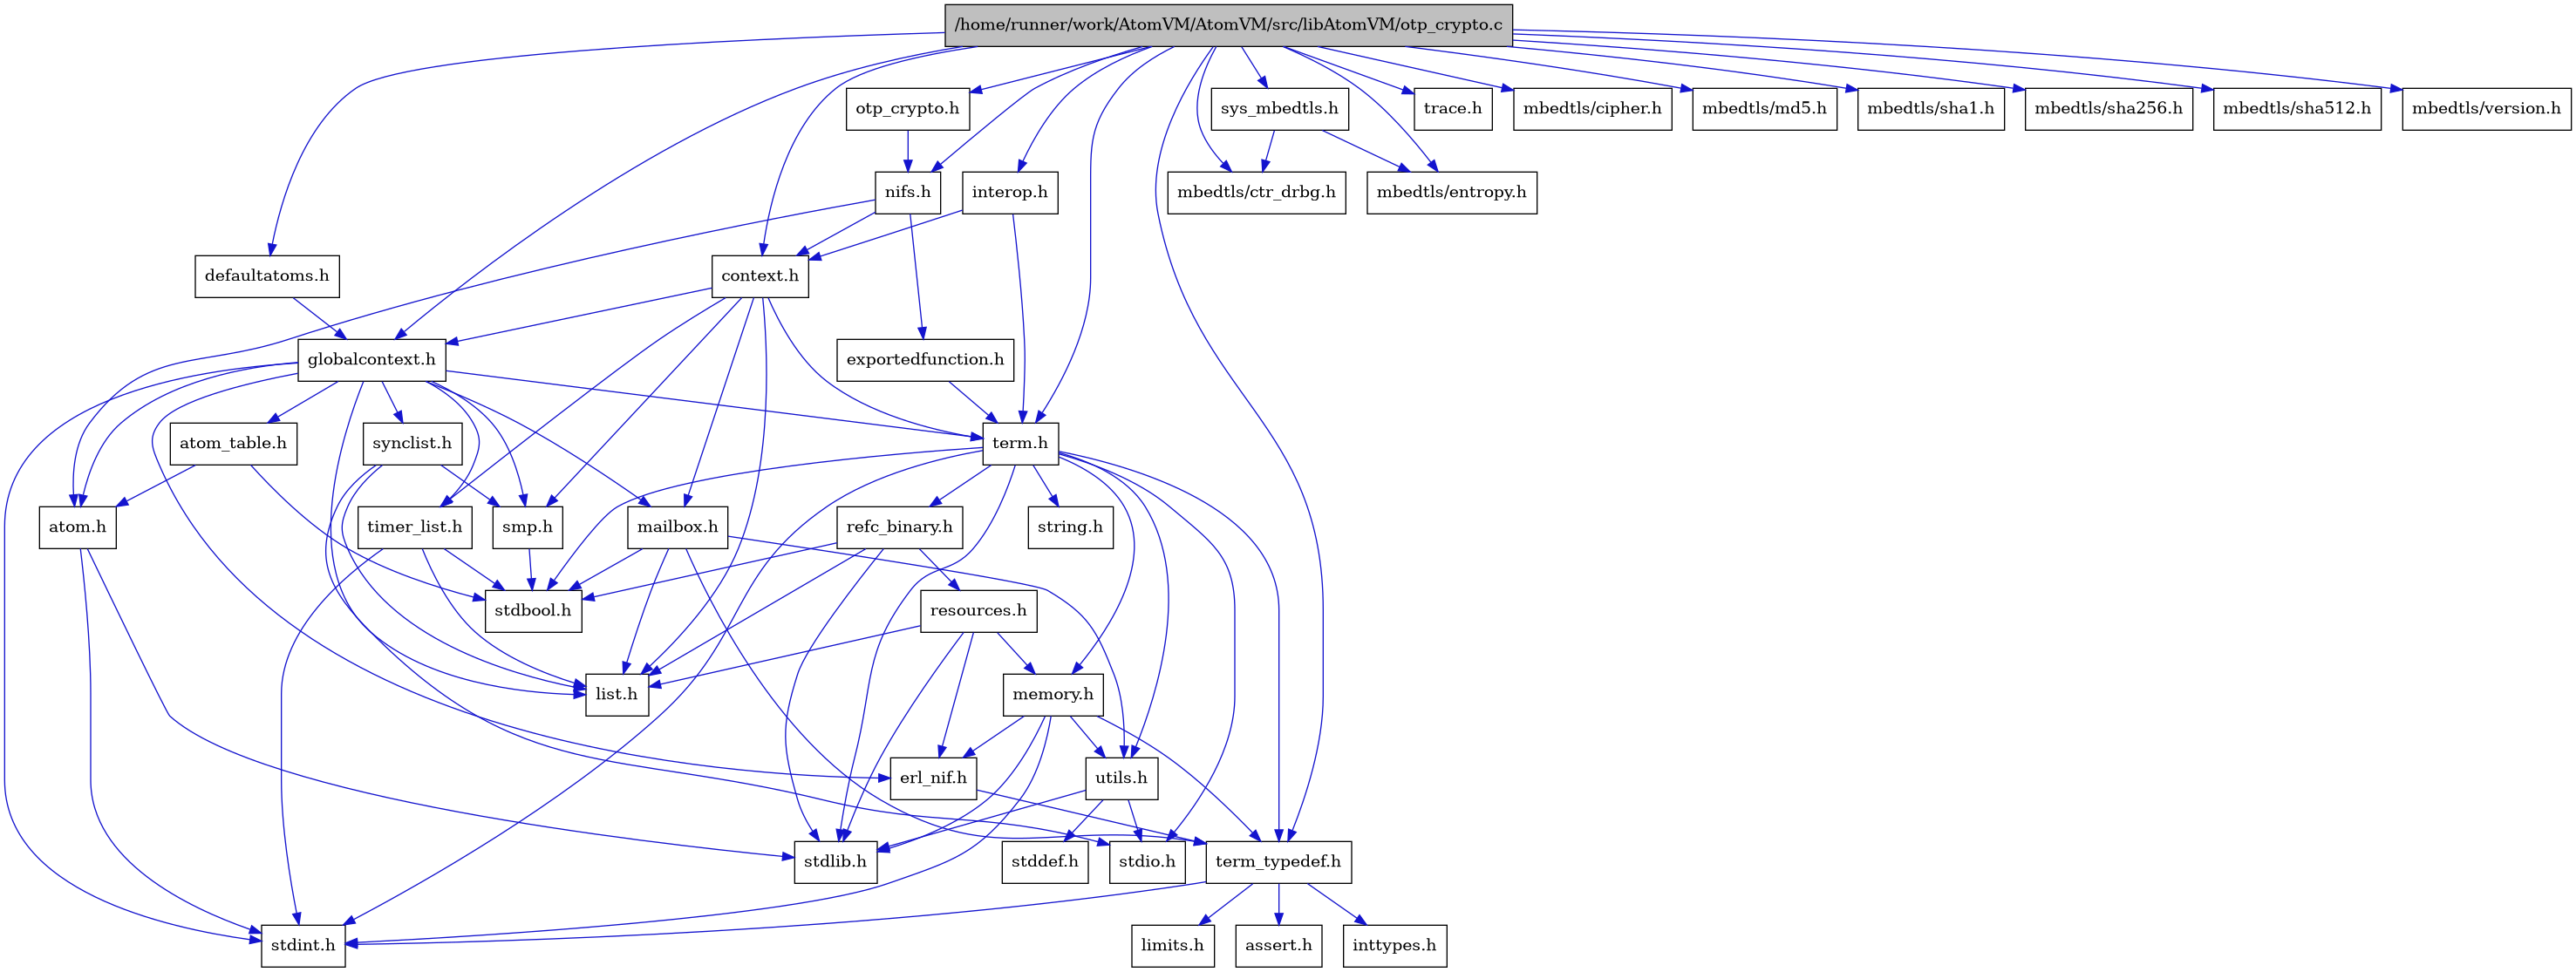 /home/runner/work/AtomVM/AtomVM/src/libAtomVM/otp_crypto.c
otp_crypto.h
sys_mbedtls.h
trace.h
mbedtls/cipher.h
mbedtls/md5.h
mbedtls/sha1.h
mbedtls/sha256.h
mbedtls/sha512.h
mbedtls/version.h
nifs.h
interop.h
mbedtls/ctr_drbg.h
mbedtls/entropy.h
defaultatoms.h
context.h
globalcontext.h
exportedfunction.h
atom_table.h
synclist.h
term.h
atom.h
timer_list.h
smp.h
mailbox.h
refc_binary.h
string.h
stdbool.h
resources.h
list.h
memory.h
erl_nif.h
utils.h
stdlib.h
stddef.h
stdio.h
term_typedef.h
stdint.h
limits.h
assert.h
inttypes.h